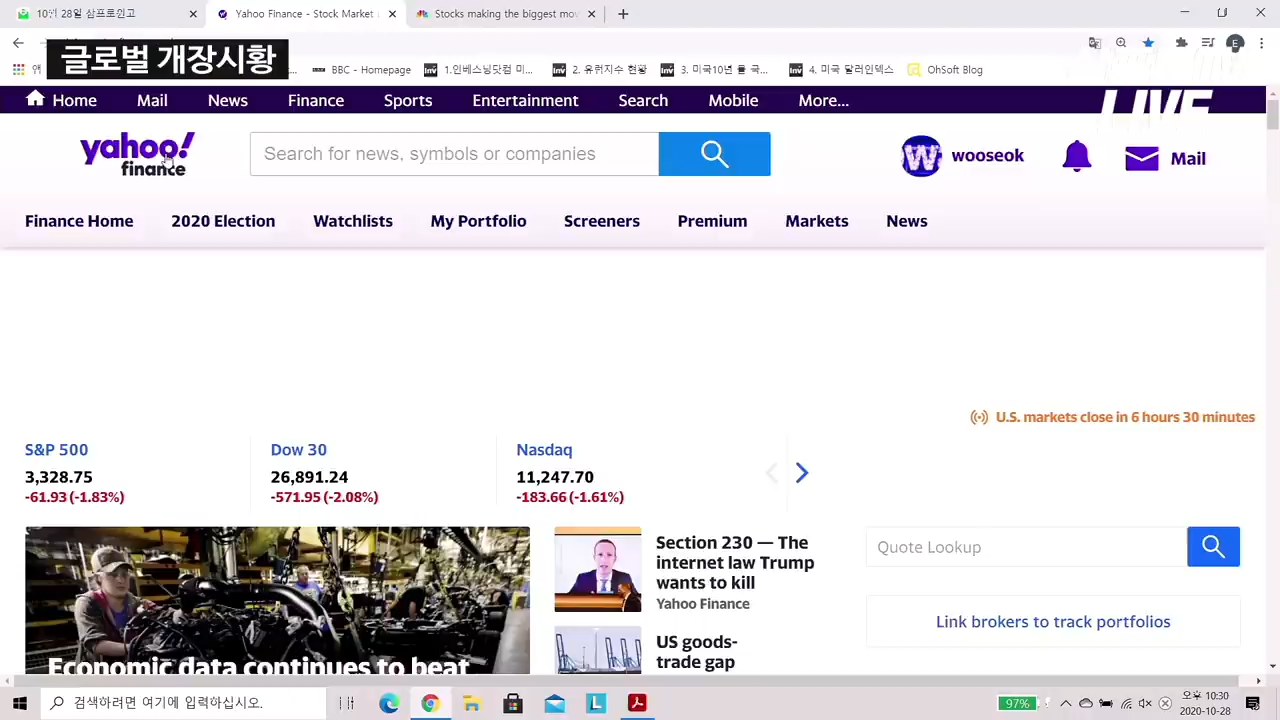 10월 28일 삼프로원고
Yahoo Finance - Stock Market
Stocks making the biggest mov
글로벌 개장시황
BBC - Homepage
1.인베스팅닷컴 미...
2. 유럽지수 현황
3. 미국10년 물 국...
4. 미국 달러인덱스
OhSoft Blog
Home
Mail
News
Finance
Sports
Entertainment
Search
Mobile
More...
LIVE
yahoo!
finance
Search for news, symbols or companies
wooseok
Mail
Finance Home
2020 Election
Watchlists
My Portfolio
Screeners
Premium
Markets
News
U.S. markets close in 6 hours 30 minutes
S&P 500
Dow 30
Nasdaq
3,328.75
26,891.24
11,247.70
-61.93 (-1.83%)
-571.95 (-2.08%)
-183.66 (-1.61%)
Section 230 — The
internet law Trump
wants to kill
Yahoo Finance
US goods-
trade gap
Economic data continues to beat
Quote Lookup
Link brokers to track portfolios
검색하려면 여기에 입력하십시오.
97%
오후 10:30
2020-10-28